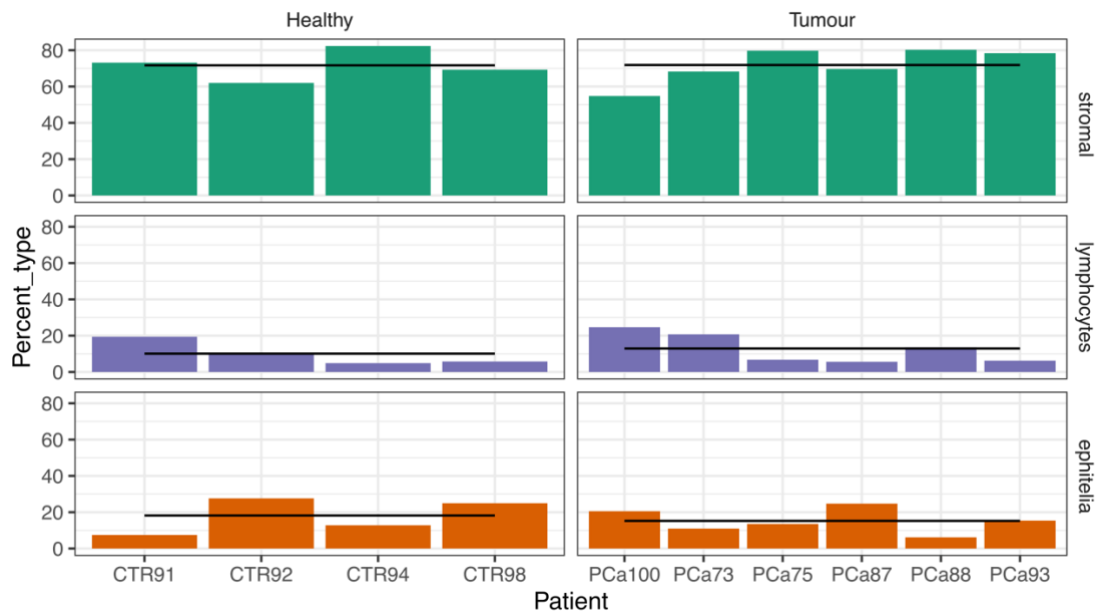 Healthy
Tumour
80
60
40
20
0
stromal
80
60
40
20
0
lymphocytes
80
60
40
20
0
ephitelia
Percent_type
CTR91
CTR92
CTR94
CTR98
PCa100
PCa73
PCa75
PCa87
PCa88
PCa93
Patient